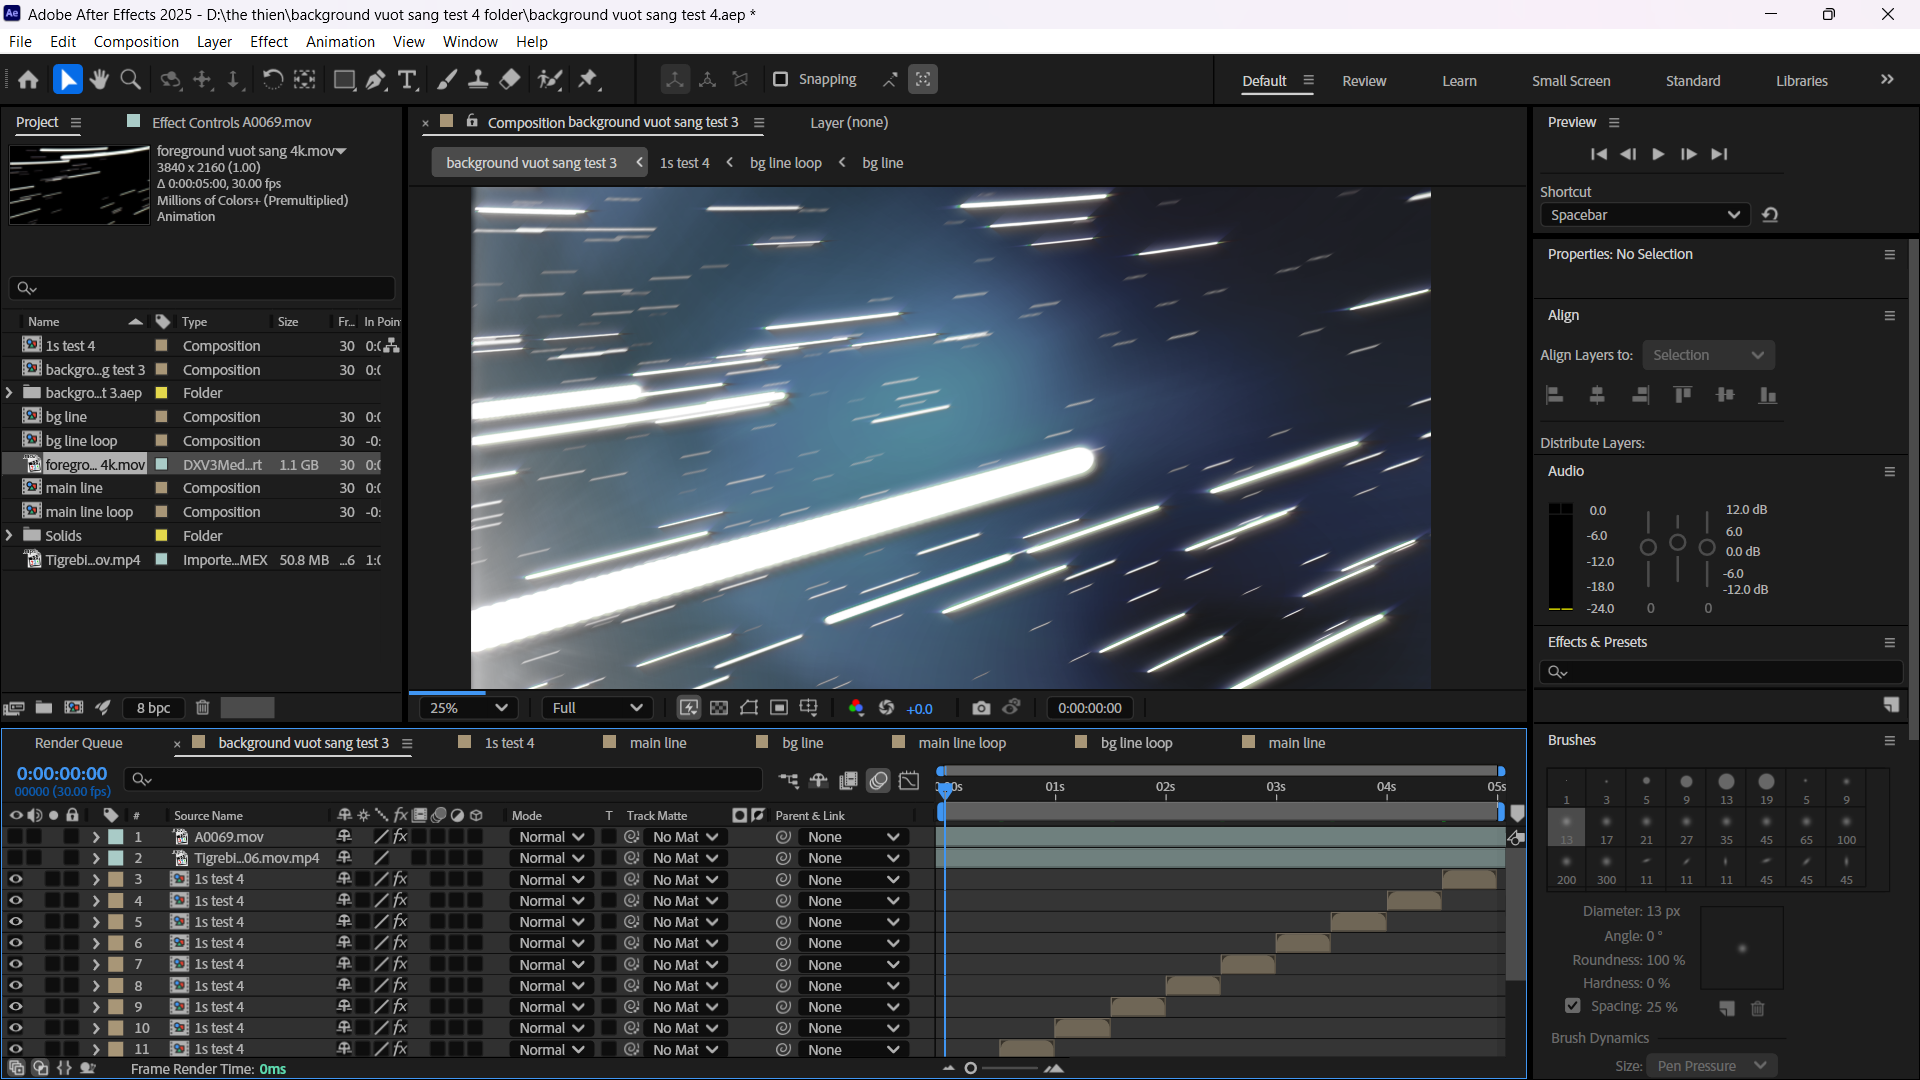 Adobe After Effects 2025 - D:\the thien\background vuot sang test 4 folder\background vuot sang test 4.aep *
File Edit Composition Layer Effect Animation View Window Help
Snapping
Default Review Learn Small Screen Standard Libraries
Project Effect Controls A0069.mov
foreground vuot sang 4k.mov
3840 x 2160 (1.00)
Δ 0:00:05:00, 30.00 fps
Millions of Colors+ (Premultiplied)
Animation
Name Type Size Fr... In Poin
1s test 4 Composition 30 0:0
backgro...g test 3 Composition 30 0:0
backgro...t 3.aep Folder
bg line Composition 30 0:0
bg line loop Composition 30 -0:
foregro... 4k.mov DXV3Med...rt 1.1 GB 30 0:0
main line Composition 30 0:0
main line loop Composition 30 -0:
Solids Folder
Tigrebi...ov.mp4 Importe...MEX 50.8 MB ...6 1:0
8 bpc
Composition background vuot sang test 3 Layer (none)
background vuot sang test 3 1s test 4 bg line loop bg line
25% Full +0.0 0:00:00:00
Preview
Shortcut
Spacebar
Properties: No Selection
Align
Align Layers to: Selection
Distribute Layers:
Audio
0.0
-6.0
-12.0
-18.0
-24.0
12.0 dB
6.0
0.0 dB
-6.0
-12.0 dB
0 0
Effects & Presets
Brushes
1 3 5 9 13 19 5 9
13 17 21 27 35 45 65 100
200 300 11 11 11 45 45 45
Diameter: 13 px
Angle: 0 °
Roundness: 100 %
Hardness: 0 %
Spacing: 25 %
Brush Dynamics
Size: Pen Pressure
Render Queue background vuot sang test 3 1s test 4 main line bg line main line loop bg line loop main line
0:00:00:00
00000 (30.00 fps)
01s 02s 03s 04s 05s
# Source Name fx Mode T Track Matte Parent & Link
1 A0069.mov fx Normal No Mat None
2 Tigrebi...06.mov.mp4 Normal No Mat None
3 1s test 4 fx Normal No Mat None
4 1s test 4 fx Normal No Mat None
5 1s test 4 fx Normal No Mat None
6 1s test 4 fx Normal No Mat None
7 1s test 4 fx Normal No Mat None
8 1s test 4 fx Normal No Mat None
9 1s test 4 fx Normal No Mat None
10 1s test 4 fx Normal No Mat None
11 1s test 4 fx Normal No Mat None
Frame Render Time: 0ms